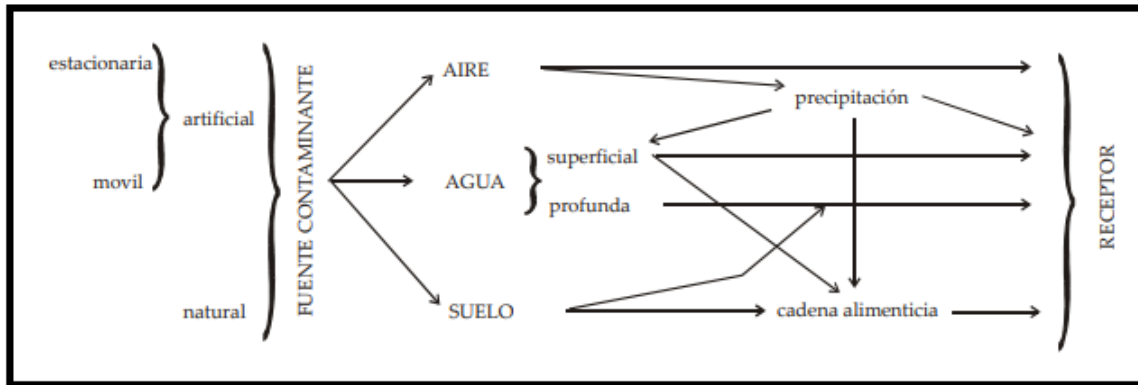 estacionaria
movil
artificial
natural
FUENTE CONTAMINANTE
AIRE
AGUA
SUELO
superficial
profunda
precipitación
cadena alimenticia
RECEPTOR